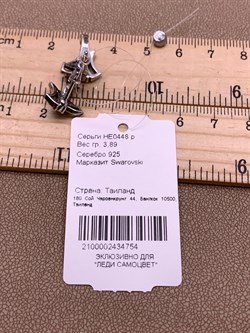 Серьги НЕ0448 р
Вес гр. 3,89
Серебро 925
Марказит Swarovski
Страна: Таиланд
180 Сой Чароенкрунг 44, Бангкок 10500,
Таиланд
2100002434754
ЭКЛЮЗИВНО ДЛЯ
"ЛЕДИ САМОЦВЕТ"